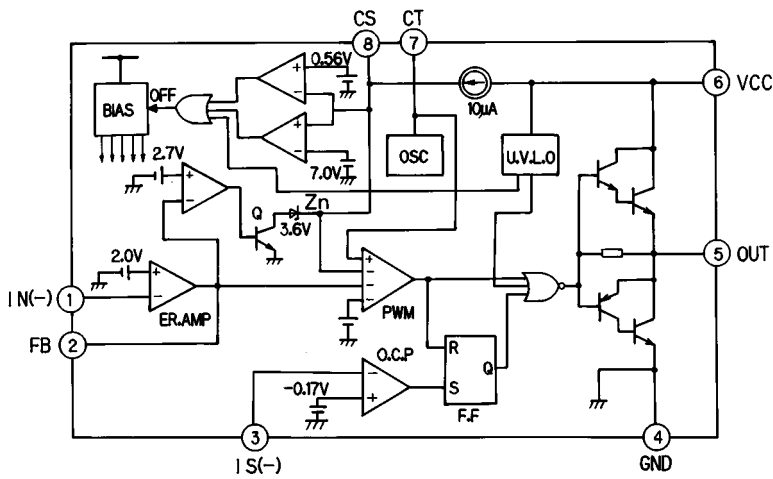 CS CT
8 7
0.56V
OFF
BIAS
10μA
6 VCC
2.7V
7.0V
OSC
U.V.L.O
Q Zn
3.6V
2.0V
5 OUT
IN(-) 1
ER.AMP
PWM
FB 2
O.C.P
R
Q
S
F.F
-0.17V
3
IS(-)
4
GND
+
-
+
-
+
-
+
-
+
-
-
-
+
-
+